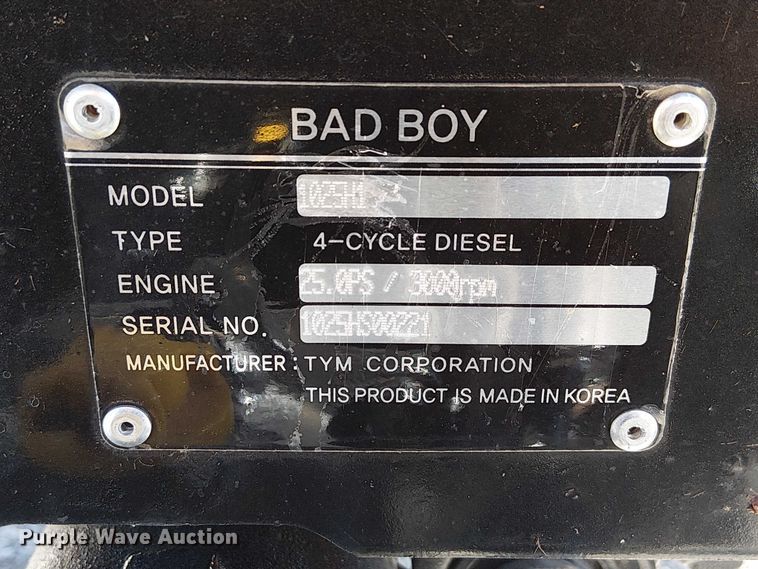 BAD BOY
MODEL 1025H
TYPE 4-CYCLE DIESEL
ENGINE 25.0PS / 3000rpm
SERIAL NO. 1025HS00221
MANUFACTURER : TYM CORPORATION
THIS PRODUCT IS MADE IN KOREA
Purple Wave Auction